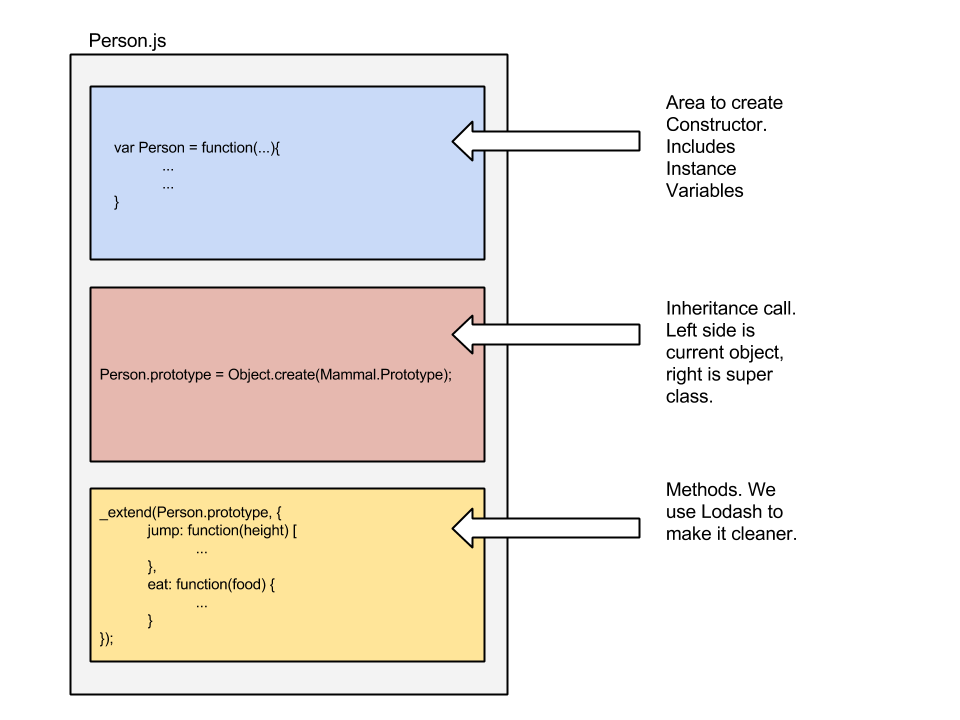 Person.js
var Person = function(...){
...
...
}
Area to create
Constructor.
Includes
Instance
Variables
Person.prototype = Object.create(Mammal.Prototype);
Inheritance call.
Left side is
current object,
right is super
class.
_extend(Person.prototype, {
jump: function(height) [
...
},
eat: function(food) {
...
}
});
Methods. We
use Lodash to
make it cleaner.